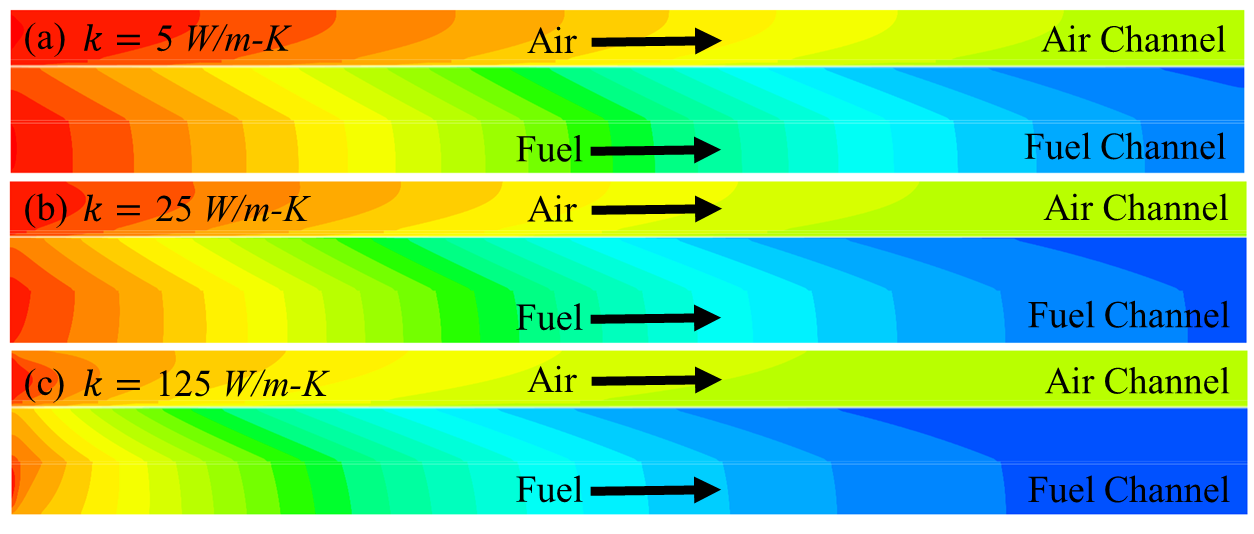 (a) k = 5 W/m-K Air Air Channel
Fuel Fuel Channel
(b) k = 25 W/m-K Air Air Channel
Fuel Fuel Channel
(c) k = 125 W/m-K Air Air Channel
Fuel Fuel Channel